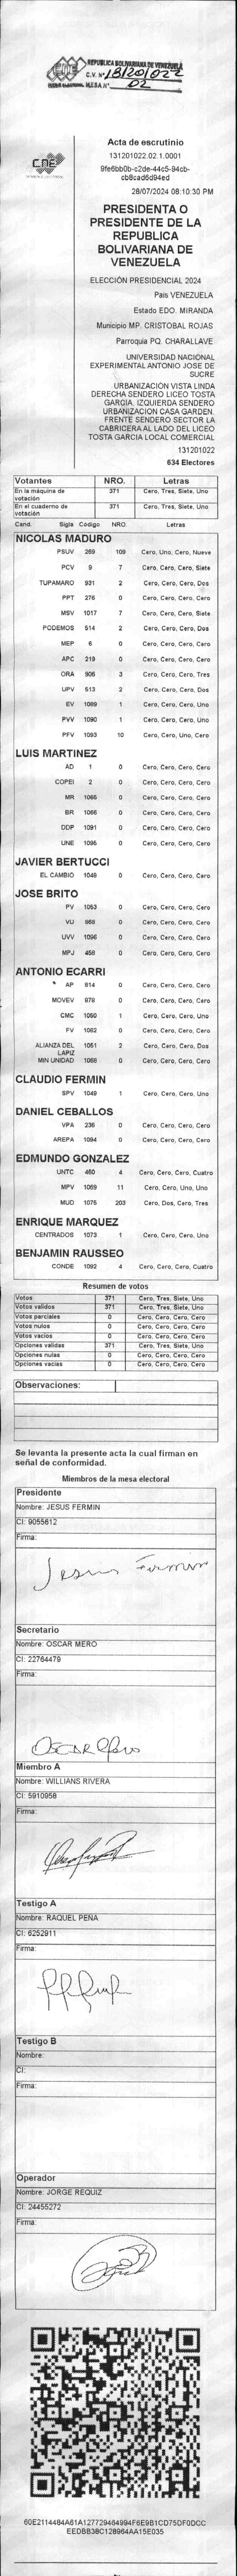 REPUBLICA BOLIVARIANA DE VENEZUELA
C.V. Nº 131201022
MESA Nº 02
CNE
Acta de escrutinio
131201022.02.1.0001
9fe6bb0b-c2de-44c5-94cb-
cb8cad5d94ed
28/07/2024 08:10:30 PM
PRESIDENTA O
PRESIDENTE DE LA
REPUBLICA
BOLIVARIANA DE
VENEZUELA
ELECCIÓN PRESIDENCIAL 2024
Pais VENEZUELA
Estado EDO. MIRANDA
Municipio MP. CRISTOBAL ROJAS
Parroquia PQ. CHARALLAVE
UNIVERSIDAD NACIONAL
EXPERIMENTAL ANTONIO JOSE DE
SUCRE
URBANIZACIÓN VISTA LINDA
DERECHA SENDERO LICEO TOSTA
GARCIA. IZQUIERDA SENDERO
URBANIZACION CASA GARDEN.
FRENTE SENDERO SECTOR LA
CABRICERA AL LADO DEL LICEO
TOSTA GARCIA LOCAL COMERCIAL
131201022
634 Electores
Votantes NRO. Letras
En la máquina de votación 371 Cero, Tres, Siete, Uno
En el cuaderno de votación 371 Cero, Tres, Siete, Uno
Cand. Sigla Código NRO. Letras
NICOLAS MADURO
PSUV 269 109 Cero, Uno, Cero, Nueve
PCV 9 7 Cero, Cero, Cero, Siete
TUPAMARO 931 2 Cero, Cero, Cero, Dos
PPT 276 0 Cero, Cero, Cero, Cero
MSV 1017 7 Cero, Cero, Cero, Siete
PODEMOS 514 2 Cero, Cero, Cero, Dos
MEP 6 0 Cero, Cero, Cero, Cero
APC 219 0 Cero, Cero, Cero, Cero
ORA 906 3 Cero, Cero, Cero, Tres
UPV 513 2 Cero, Cero, Cero, Dos
EV 1089 1 Cero, Cero, Cero, Uno
PVV 1090 1 Cero, Cero, Cero, Uno
PFV 1093 10 Cero, Cero, Uno, Cero
LUIS MARTINEZ
AD 1 0 Cero, Cero, Cero, Cero
COPEI 2 0 Cero, Cero, Cero, Cero
MR 1065 0 Cero, Cero, Cero, Cero
BR 1066 0 Cero, Cero, Cero, Cero
DDP 1091 0 Cero, Cero, Cero, Cero
UNE 1095 0 Cero, Cero, Cero, Cero
JAVIER BERTUCCI
EL CAMBIO 1048 0 Cero, Cero, Cero, Cero
JOSE BRITO
PV 1053 0 Cero, Cero, Cero, Cero
VU 868 0 Cero, Cero, Cero, Cero
UVV 1096 0 Cero, Cero, Cero, Cero
MPJ 458 0 Cero, Cero, Cero, Cero
ANTONIO ECARRI
AP 814 0 Cero, Cero, Cero, Cero
MOVEV 978 0 Cero, Cero, Cero, Cero
CMC 1050 1 Cero, Cero, Cero, Uno
FV 1052 0 Cero, Cero, Cero, Cero
ALIANZA DEL LAPIZ 1051 2 Cero, Cero, Cero, Dos
MIN UNIDAD 1068 0 Cero, Cero, Cero, Cero
CLAUDIO FERMIN
SPV 1049 1 Cero, Cero, Cero, Uno
DANIEL CEBALLOS
VPA 236 0 Cero, Cero, Cero, Cero
AREPA 1094 0 Cero, Cero, Cero, Cero
EDMUNDO GONZALEZ
UNTC 460 4 Cero, Cero, Cero, Cuatro
MPV 1069 11 Cero, Cero, Uno, Uno
MUD 1075 203 Cero, Dos, Cero, Tres
ENRIQUE MARQUEZ
CENTRADOS 1073 1 Cero, Cero, Cero, Uno
BENJAMIN RAUSSEO
CONDE 1092 4 Cero, Cero, Cero, Cuatro
Resumen de votos
Votos 371 Cero, Tres, Siete, Uno
Votos validos 371 Cero, Tres, Siete, Uno
Votos parciales 0 Cero, Cero, Cero, Cero
Votos nulos 0 Cero, Cero, Cero, Cero
Votos vacios 0 Cero, Cero, Cero, Cero
Opciones validas 371 Cero, Tres, Siete, Uno
Opciones nulas 0 Cero, Cero, Cero, Cero
Opciones vacias 0 Cero, Cero, Cero, Cero
Observaciones:
Se levanta la presente acta la cual firman en
señal de conformidad.
Miembros de la mesa electoral
Presidente
Nombre: JESUS FERMIN
CI: 9055612
Firma:
Jesus Fermin
Secretario
Nombre: OSCAR MERO
CI: 22764479
Firma:
OSCAR Mero
Miembro A
Nombre: WILLIANS RIVERA
CI: 5910958
Firma:
Testigo A
Nombre: RAQUEL PEÑA
CI: 6252911
Firma:
Testigo B
Nombre:
CI:
Firma:
Operador
Nombre: JORGE REQUIZ
CI: 24455272
Firma:
60E2114484A61A127729464994F6E9B1CD75DF0DCC
EEDBB38C128964AA15E035